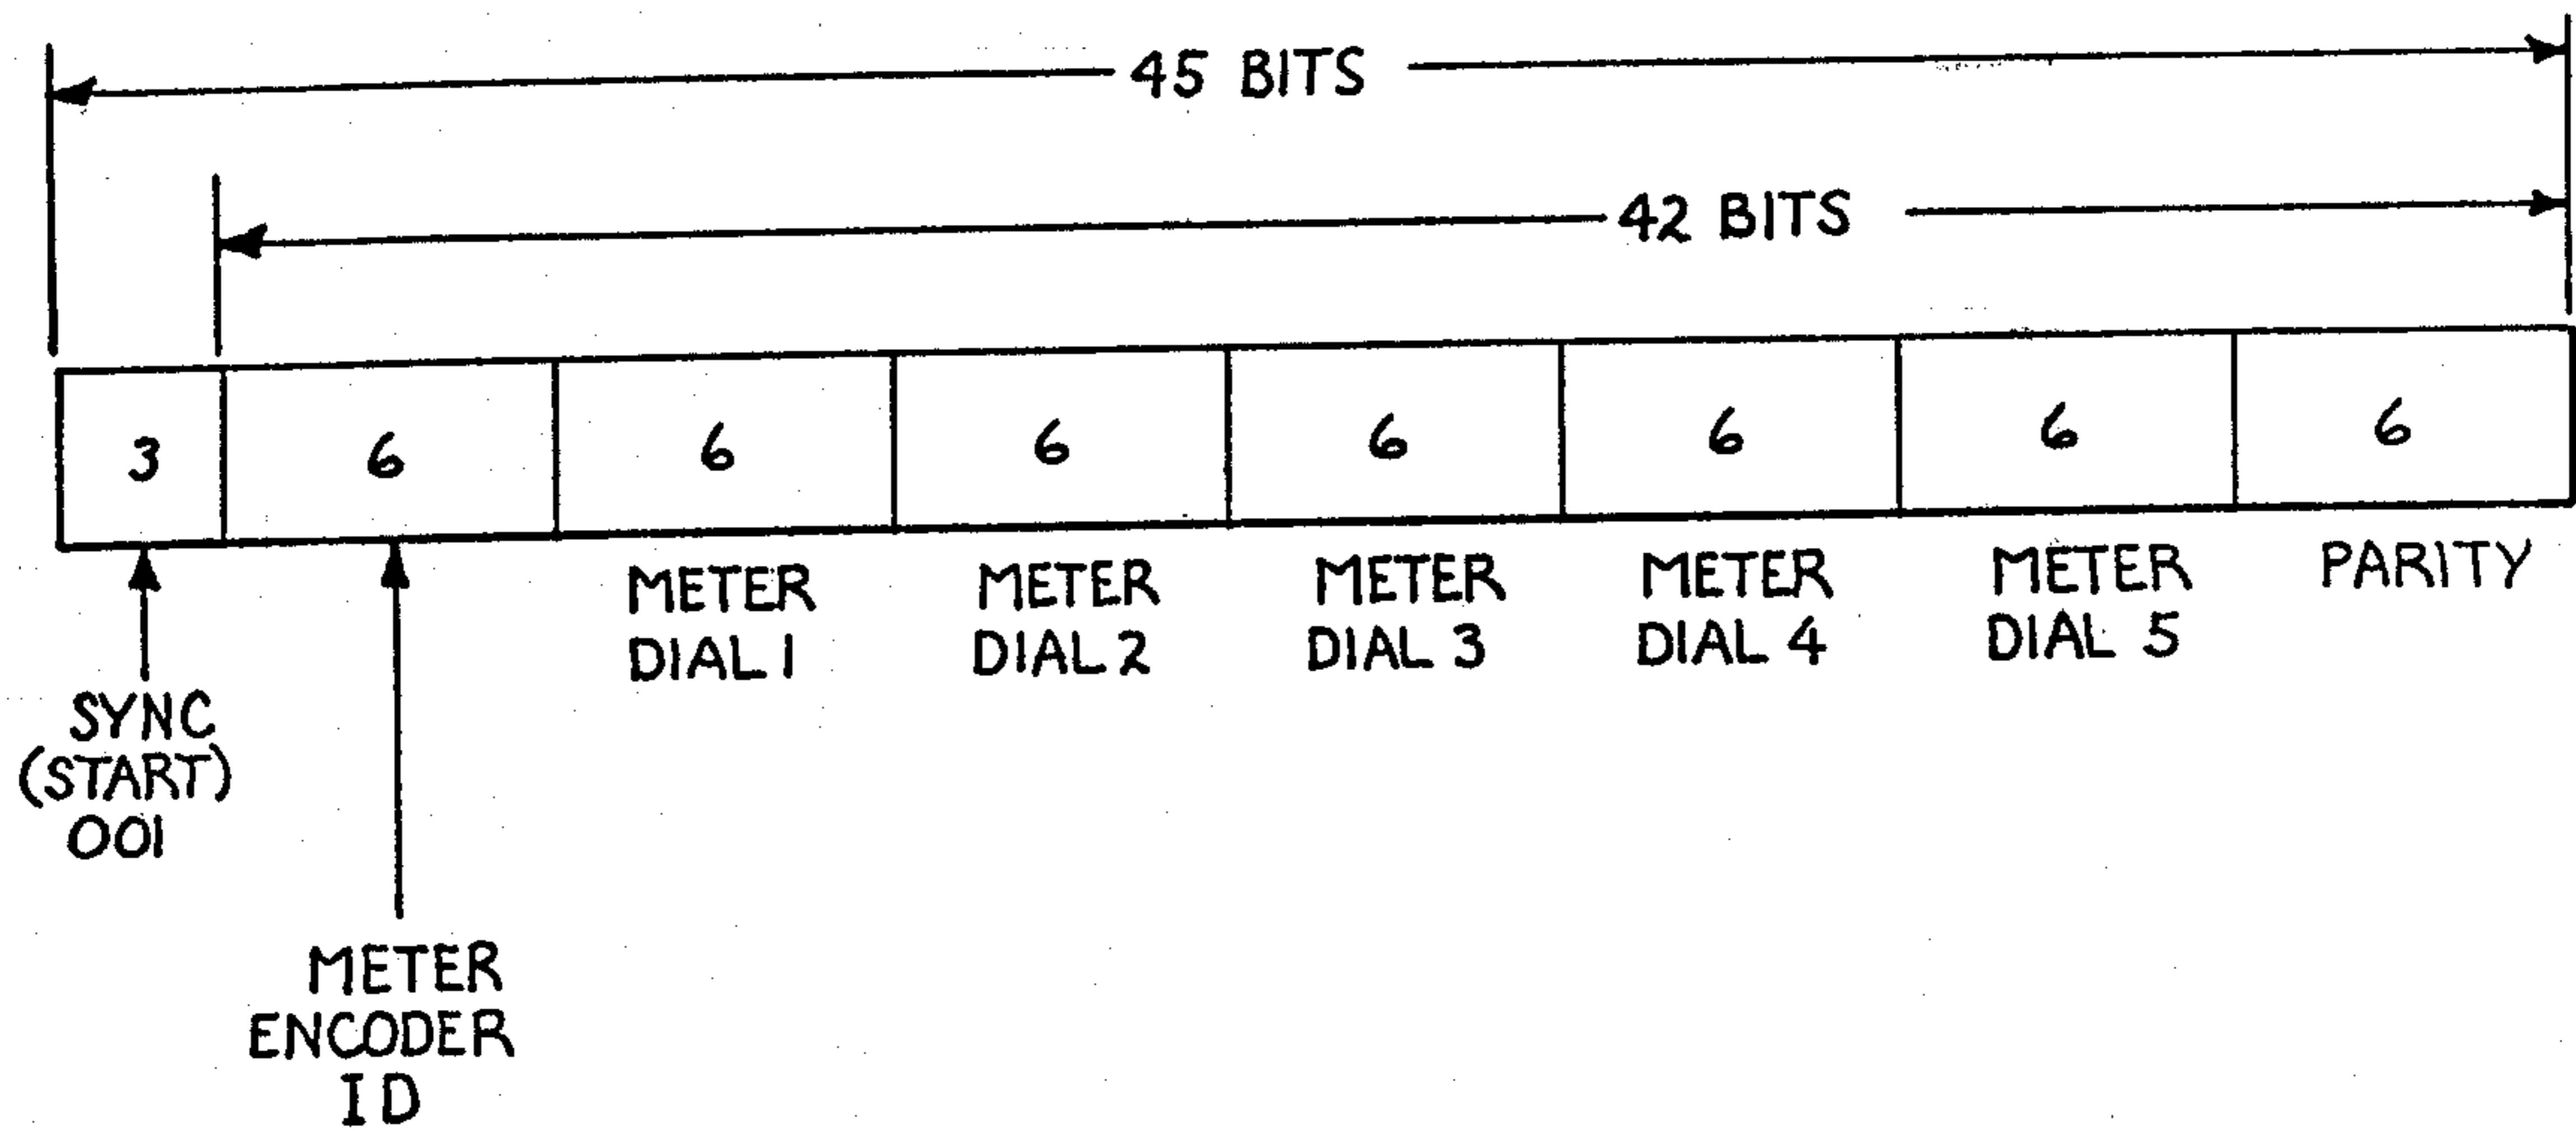 45 BITS
42 BITS
3 6 6 6 6 6 6 6
METER
DIAL 1
METER
DIAL 2
METER
DIAL 3
METER
DIAL 4
METER
DIAL 5
PARITY
SYNC
(START)
001
METER
ENCODER
ID